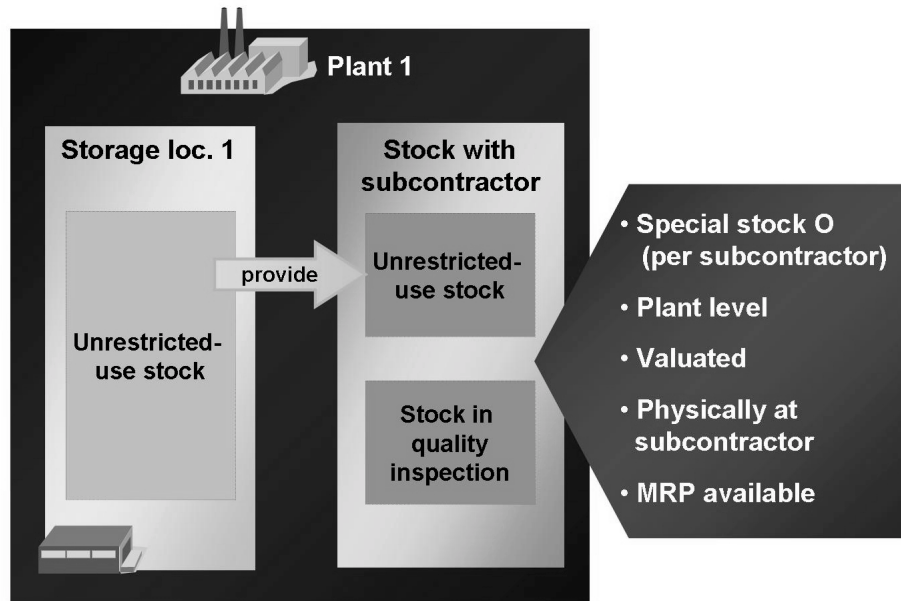 Plant 1
Storage loc. 1
Unrestricted-
use stock
provide
Stock with
subcontractor
Unrestricted-
use stock
Stock in
quality
inspection
• Special stock O
(per subcontractor)
• Plant level
• Valuated
• Physically at
subcontractor
• MRP available